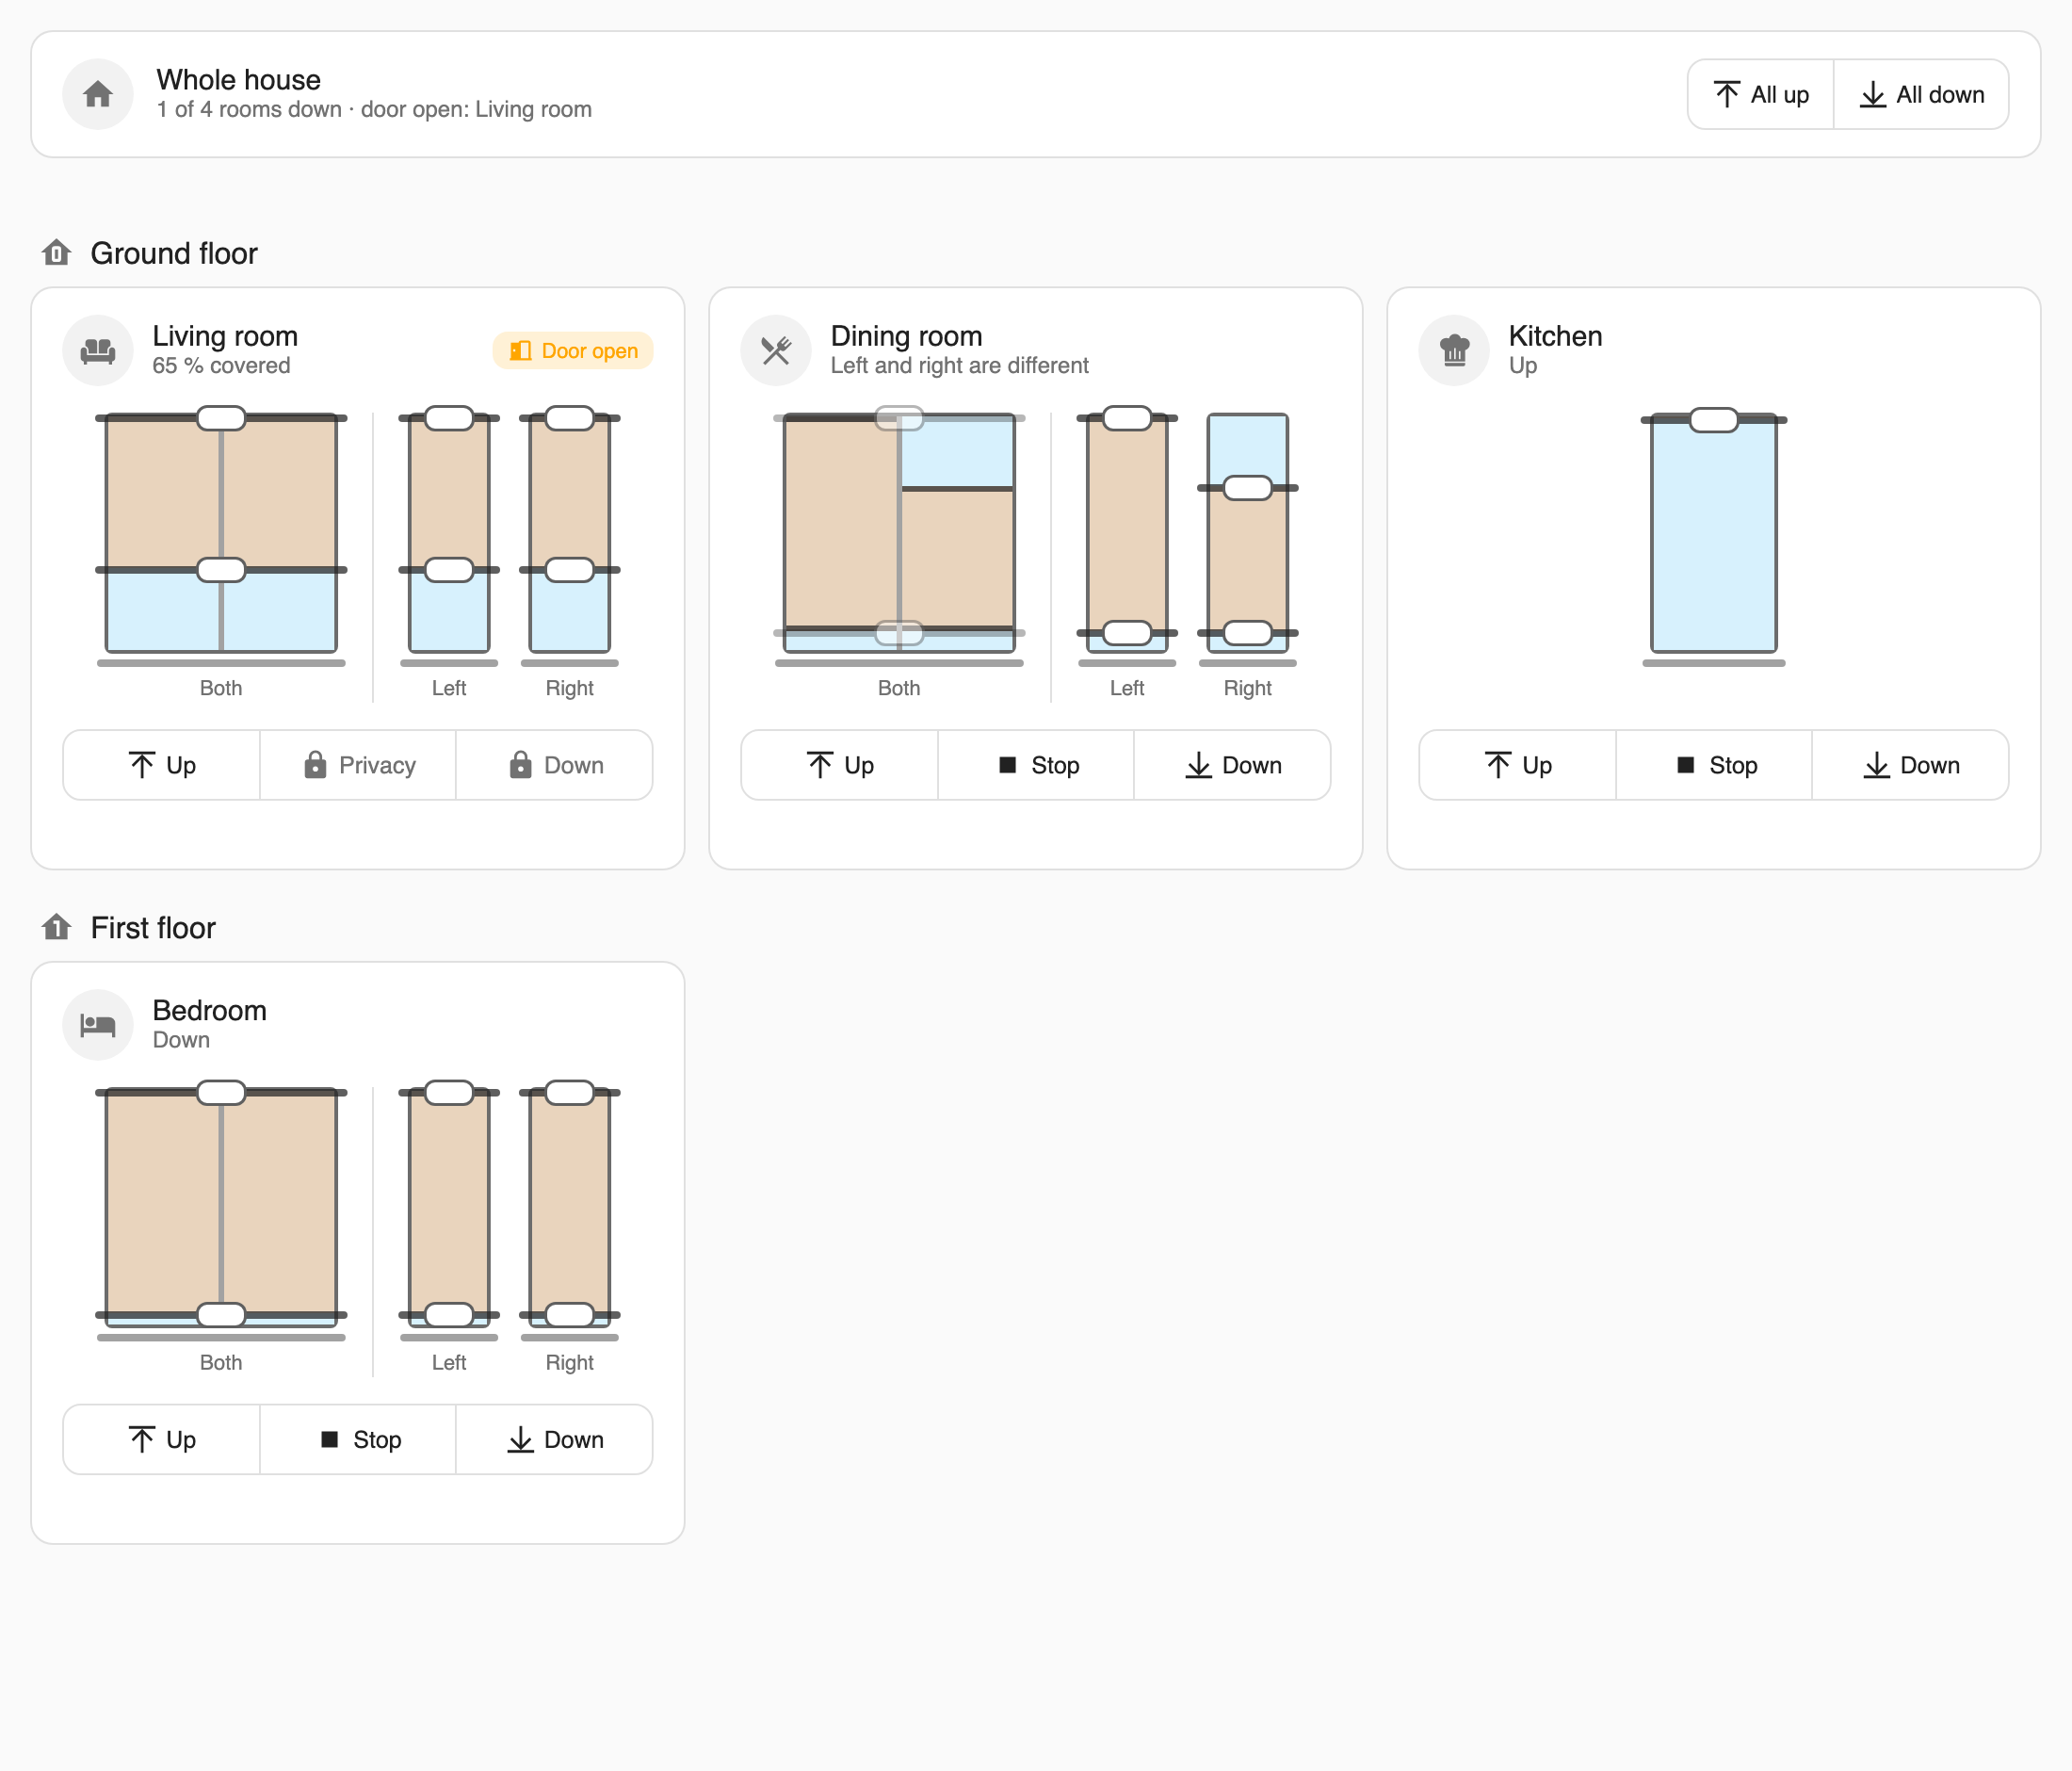 Whole house
1 of 4 rooms down · door open: Living room
All up
All down
0
Ground floor
Living room
65 % covered
Door open
Both
Left
Right
Up
Privacy
Down
Dining room
Left and right are different
Both
Left
Right
Up
Stop
Down
Kitchen
Up
Up
Stop
Down
1
First floor
Bedroom
Down
Both
Left
Right
Up
Stop
Down